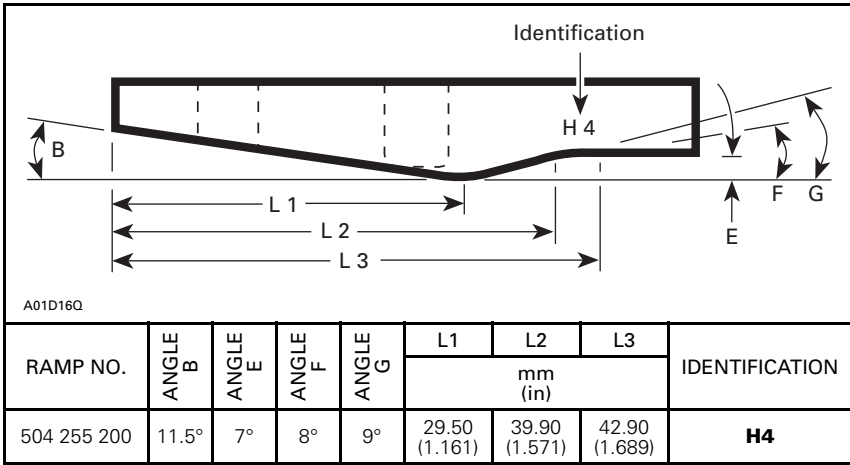 Identification
H 4
B
F
G
E
L 1
L 2
L 3
A01D16Q
RAMP NO.
ANGLE B
ANGLE E
ANGLE F
ANGLE G
L1
L2
L3
mm
(in)
IDENTIFICATION
504 255 200 11.5° 7° 8° 9° 29.50 39.90 42.90 H4
(1.161) (1.571) (1.689)